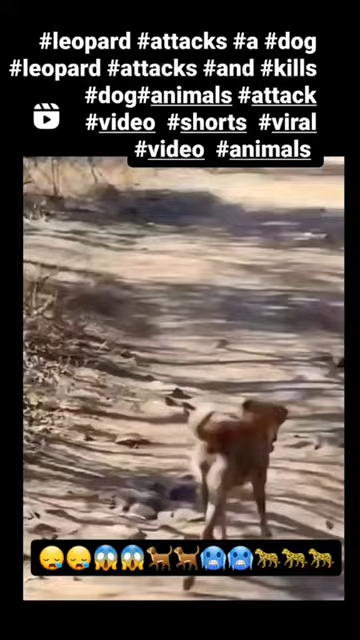 #leopard #attacks #a #dog
#leopard #attacks #and #kills
#dog#animals #attack
#video #shorts #viral
#video #animals